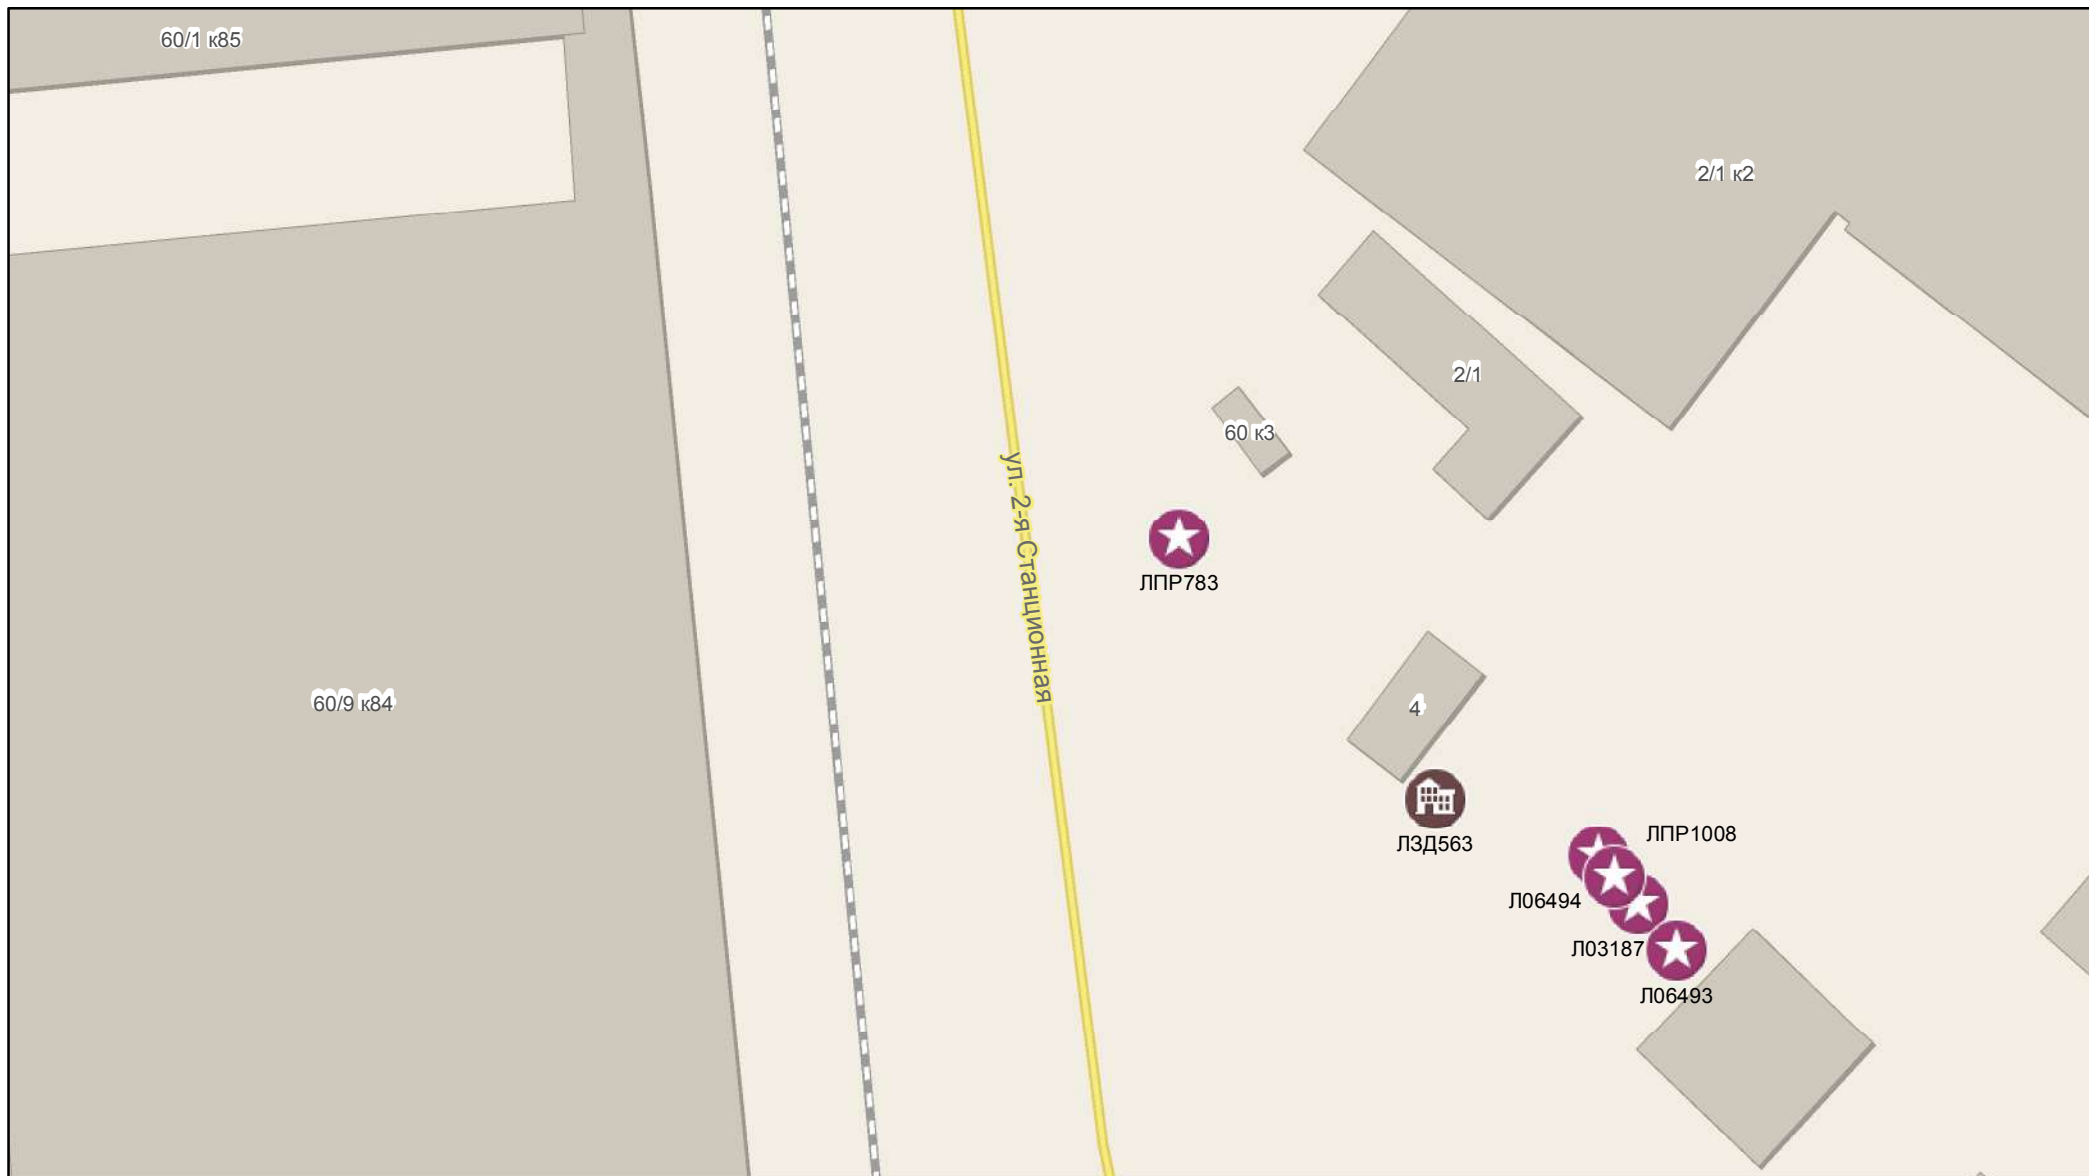 60/1 к85
2/1 к2
2/1
60 к3
ул. 2-я Станционная
ЛПР783
60/9 к84
4
ЛЗД563
ЛПР1008
Л06494
Л03187
Л06493